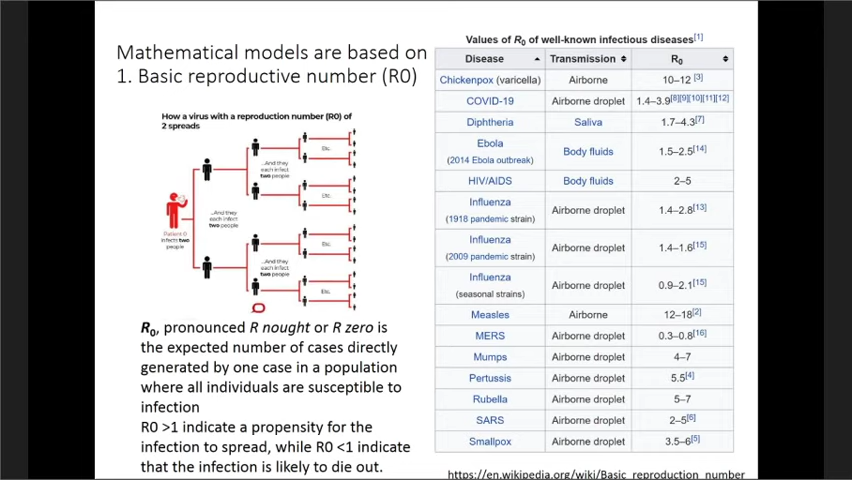 Mathematical models are based on
1. Basic reproductive number (R0)
How a virus with a reproduction number (R0) of
2 spreads
Patient 0
infects two
people
...And they
each infect
two people
...And they
each infect
two people
...And they
each infect
two people
Etc.
Etc.
Etc.
Etc.
R0, pronounced R nought or R zero is
the expected number of cases directly
generated by one case in a population
where all individuals are susceptible to
infection
R0 >1 indicate a propensity for the
infection to spread, while R0 <1 indicate
that the infection is likely to die out.
Values of R0 of well-known infectious diseases[1]
Disease Transmission R0
Chickenpox (varicella) Airborne 10–12 [3]
COVID-19 Airborne droplet 1.4–3.9[8][9][10][11][12]
Diphtheria Saliva 1.7–4.3[7]
Ebola
(2014 Ebola outbreak) Body fluids 1.5–2.5[14]
HIV/AIDS Body fluids 2–5
Influenza
(1918 pandemic strain) Airborne droplet 1.4–2.8[13]
Influenza
(2009 pandemic strain) Airborne droplet 1.4–1.6[15]
Influenza
(seasonal strains) Airborne droplet 0.9–2.1[15]
Measles Airborne 12–18[2]
MERS Airborne droplet 0.3–0.8[16]
Mumps Airborne droplet 4–7
Pertussis Airborne droplet 5.5[4]
Rubella Airborne droplet 5–7
SARS Airborne droplet 2–5[6]
Smallpox Airborne droplet 3.5–6[5]
https://en.wikipedia.org/wiki/Basic_reproduction_number